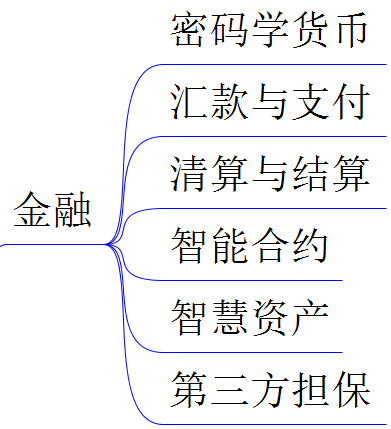 金融
密码学货币
汇款与支付
清算与结算
智能合约
智慧资产
第三方担保